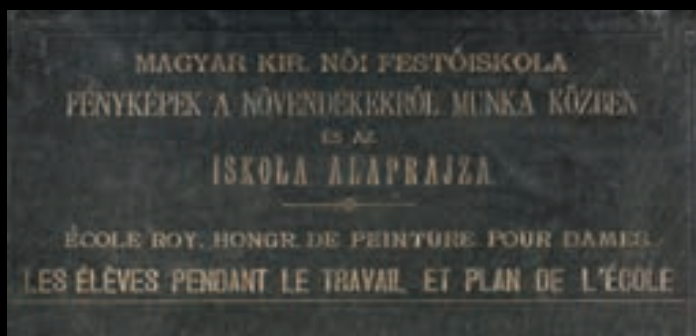 MAGYAR KIR. NŐI FESTŐISKOLA
FÉNYKÉPEK A NÖVENDÉKEKRŐL MUNKA KÖZBEN
ÉS AZ
ISKOLA ALAPRAJZA
ÉCOLE ROY. HONGR. DE PEINTURE POUR DAMES.
LES ÉLÈVES PENDANT LE TRAVAIL ET PLAN DE L'ÉCOLE